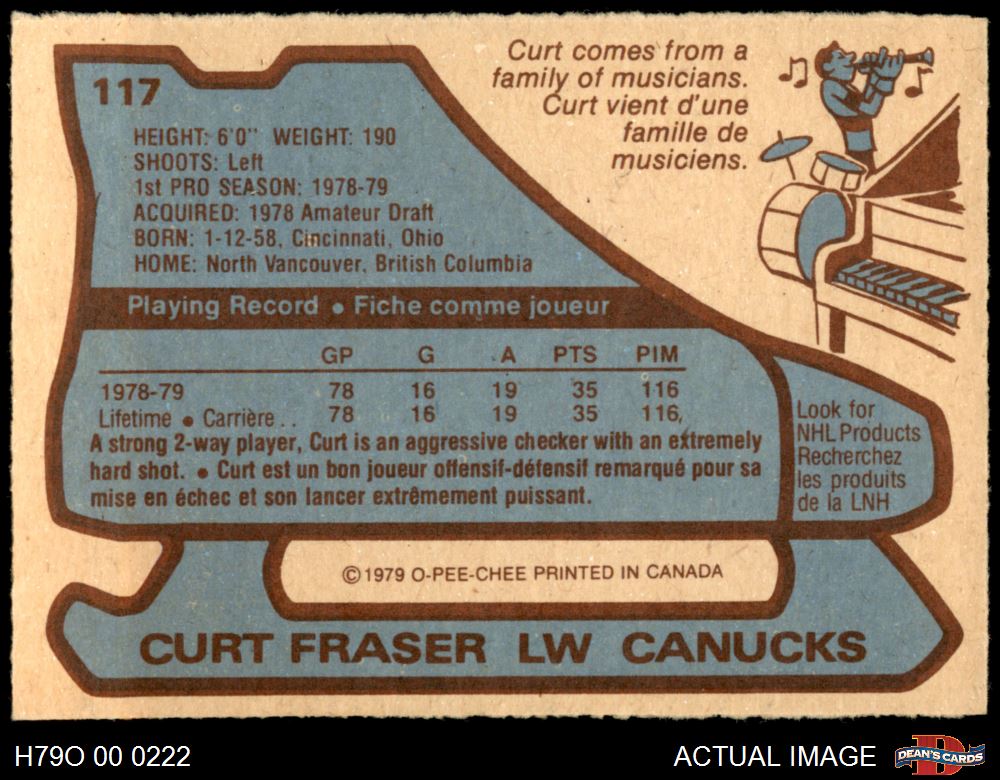 Curt comes from a
family of musicians.
Curt vient d'une
famille de
musiciens.
117
HEIGHT: 6'0" WEIGHT: 190
SHOOTS: Left
1st PRO SEASON: 1978-79
ACQUIRED: 1978 Amateur Draft
BORN: 1-12-58, Cincinnati, Ohio
HOME: North Vancouver, British Columbia
Playing Record • Fiche comme joueur
GP G A PTS PIM
1978-79 78 16 19 35 116
Lifetime • Carrière . . 78 16 19 35 116
A strong 2-way player, Curt is an aggressive checker with an extremely
hard shot. • Curt est un bon joueur offensif-défensif remarqué pour sa
mise en échec et son lancer extrêmement puissant.
Look for
NHL Products
Recherchez
les produits
de la LNH
©1979 O-PEE-CHEE PRINTED IN CANADA
CURT FRASER LW CANUCKS
H79O 00 0222
ACTUAL IMAGE
DEAN'S CARDS